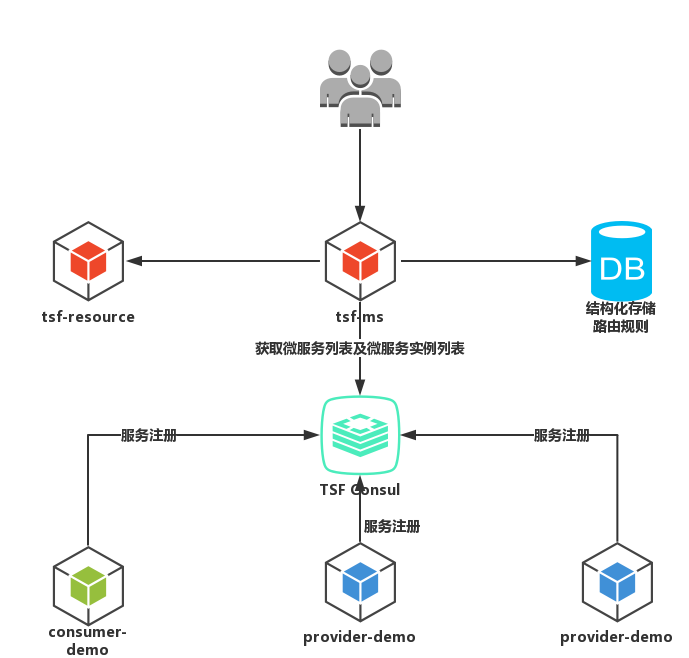 DB
tsf-resource
tsf-ms
结构化存储
路由规则
获取微服务列表及微服务实例列表
服务注册
服务注册
TSF Consul
服务注册
consumer-
demo
provider-demo
provider-demo